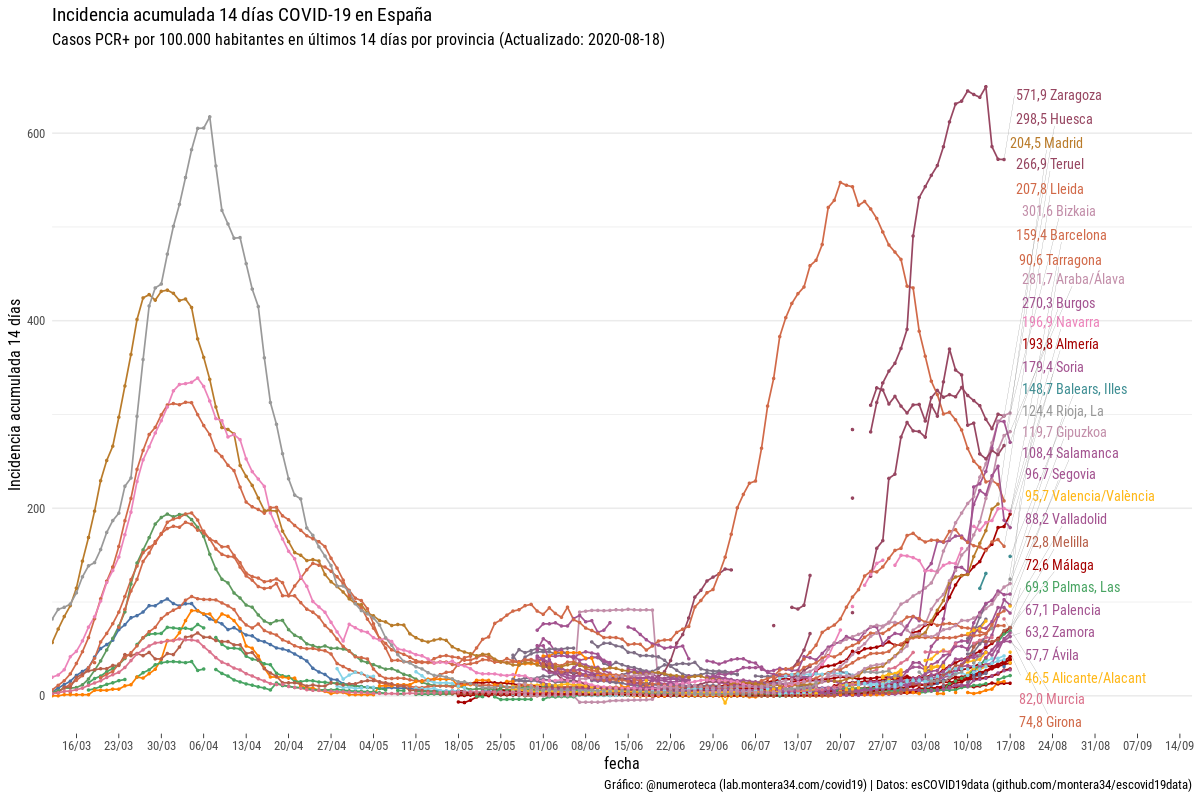 Incidencia acumulada 14 días COVID-19 en España
Casos PCR+ por 100.000 habitantes en últimos 14 días por provincia (Actualizado: 2020-08-18)
Incidencia acumulada 14 días
600
400
200
0
571,9 Zaragoza
298,5 Huesca
204,5 Madrid
266,9 Teruel
207,8 Lleida
301,6 Bizkaia
159,4 Barcelona
90,6 Tarragona
281,7 Araba/Álava
270,3 Burgos
196,9 Navarra
193,8 Almería
179,4 Soria
148,7 Balears, Illes
124,4 Rioja, La
119,7 Gipuzkoa
108,4 Salamanca
96,7 Segovia
95,7 Valencia/València
88,2 Valladolid
72,8 Melilla
72,6 Málaga
69,3 Palmas, Las
67,1 Palencia
63,2 Zamora
57,7 Ávila
46,5 Alicante/Alacant
82,0 Murcia
74,8 Girona
16/03 23/03 30/03 06/04 13/04 20/04 27/04 04/05 11/05 18/05 25/05 01/06 08/06 15/06 22/06 29/06 06/07 13/07 20/07 27/07 03/08 10/08 17/08 24/08 31/08 07/09 14/09
fecha
Gráfico: @numeroteca (lab.montera34.com/covid19) | Datos: esCOVID19data (github.com/montera34/escovid19data)